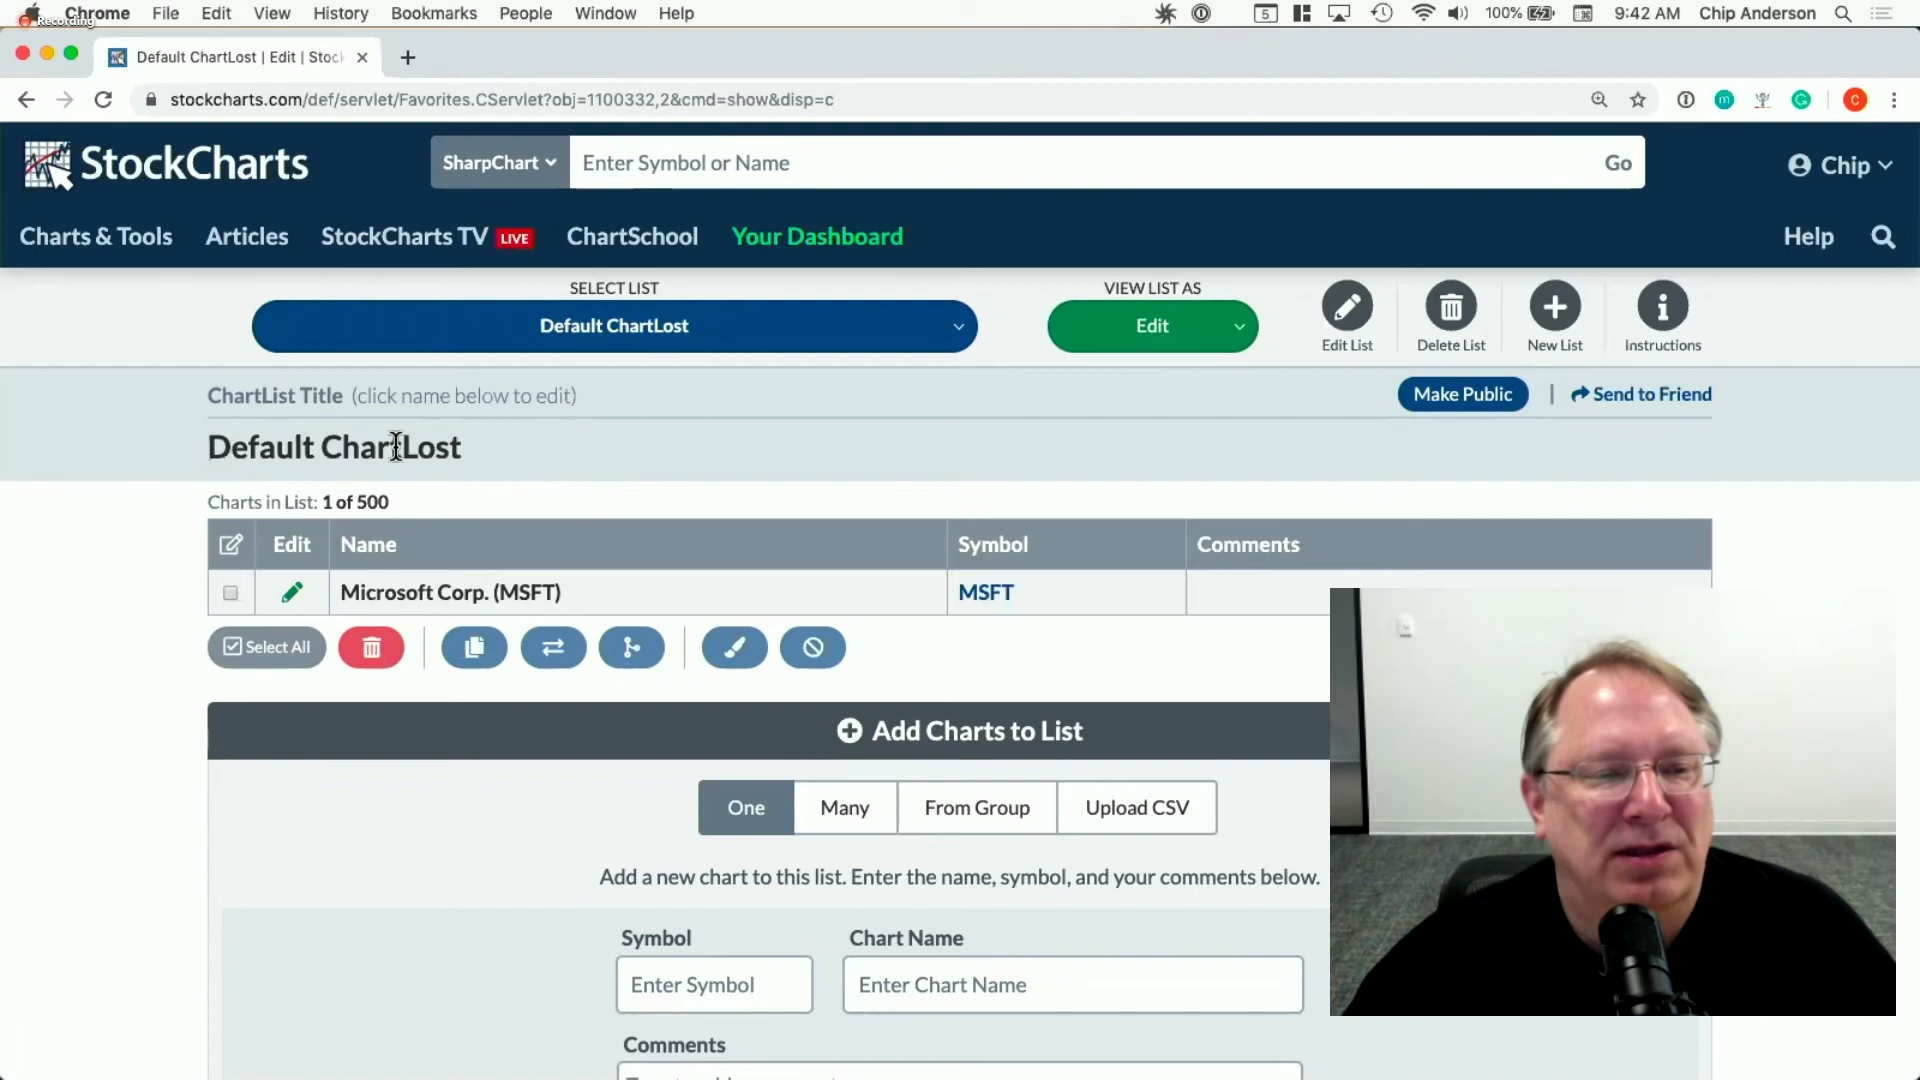 Chrome File Edit View History Bookmarks People Window Help 5 100% 9:42 AM Chip Anderson
Recording
Default ChartLost | Edit | Stoc
stockcharts.com/def/servlet/Favorites.CServlet?obj=1100332,2&cmd=show&disp=c
StockCharts SharpChart Enter Symbol or Name Go Chip
Charts & Tools Articles StockCharts TV LIVE ChartSchool Your Dashboard Help
SELECT LIST VIEW LIST AS
Default ChartLost Edit
Edit List Delete List New List Instructions
ChartList Title (click name below to edit) Make Public | Send to Friend
Default ChartLost
Charts in List: 1 of 500
Edit Name Symbol Comments
Microsoft Corp. (MSFT) MSFT
Select All
Add Charts to List
One Many From Group Upload CSV
Add a new chart to this list. Enter the name, symbol, and your comments below.
Symbol Chart Name
Enter Symbol Enter Chart Name
Comments